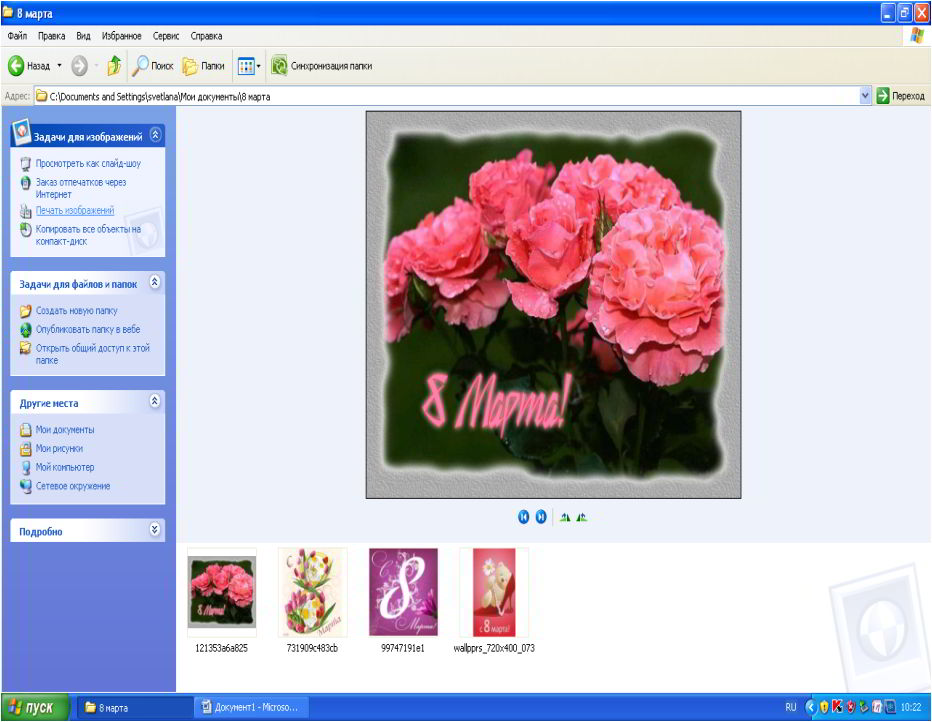 8 марта
Файл Правка Вид Избранное Сервис Справка
Назад Поиск Папки Синхронизация папки
Адрес: C:\Documents and Settings\svetlana\Мои документы\8 марта Переход
Задачи для изображений
Просмотреть как слайд-шоу
Заказ отпечатков через
Интернет
Печать изображений
Копировать все объекты на
компакт-диск
Задачи для файлов и папок
Создать новую папку
Опубликовать папку в вебе
Открыть общий доступ к этой
папке
Другие места
Мои документы
Мои рисунки
Мой компьютер
Сетевое окружение
Подробно
8 Марта!
8 Марта!
С
Марта
С 8
Марта!
с 8 марта!
121353a6a825 731909c483cb 99747191e1 wallpprs_720x400_073
пуск 8 марта Документ1 - Microso... RU 10:22